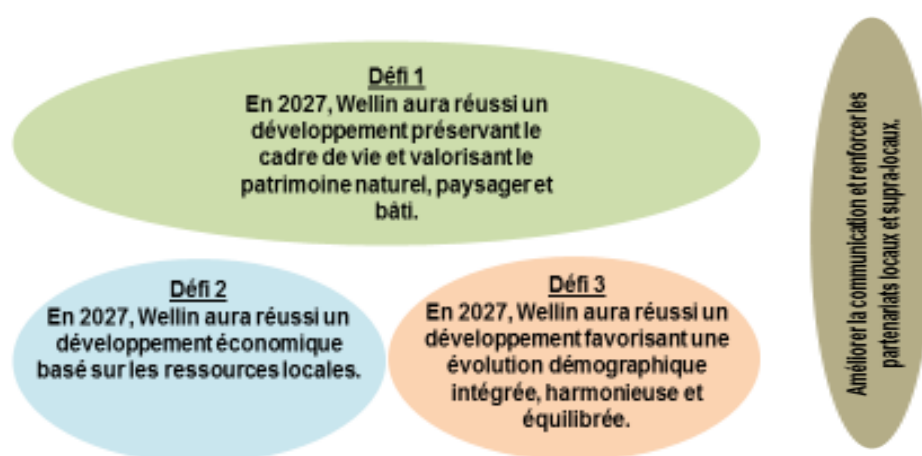 Défi 1
En 2027, Wellin aura réussi un
développement préservant le
cadre de vie et valorisant le
patrimoine naturel, paysager et
bâti.
Défi 2
En 2027, Wellin aura réussi un
développement économique
basé sur les ressources locales.
Défi 3
En 2027, Wellin aura réussi un
développement favorisant une
évolution démographique
intégrée, harmonieuse et
équilibrée.
Améliorer la communication et renforcer les
partenariats locaux et supra-locaux.